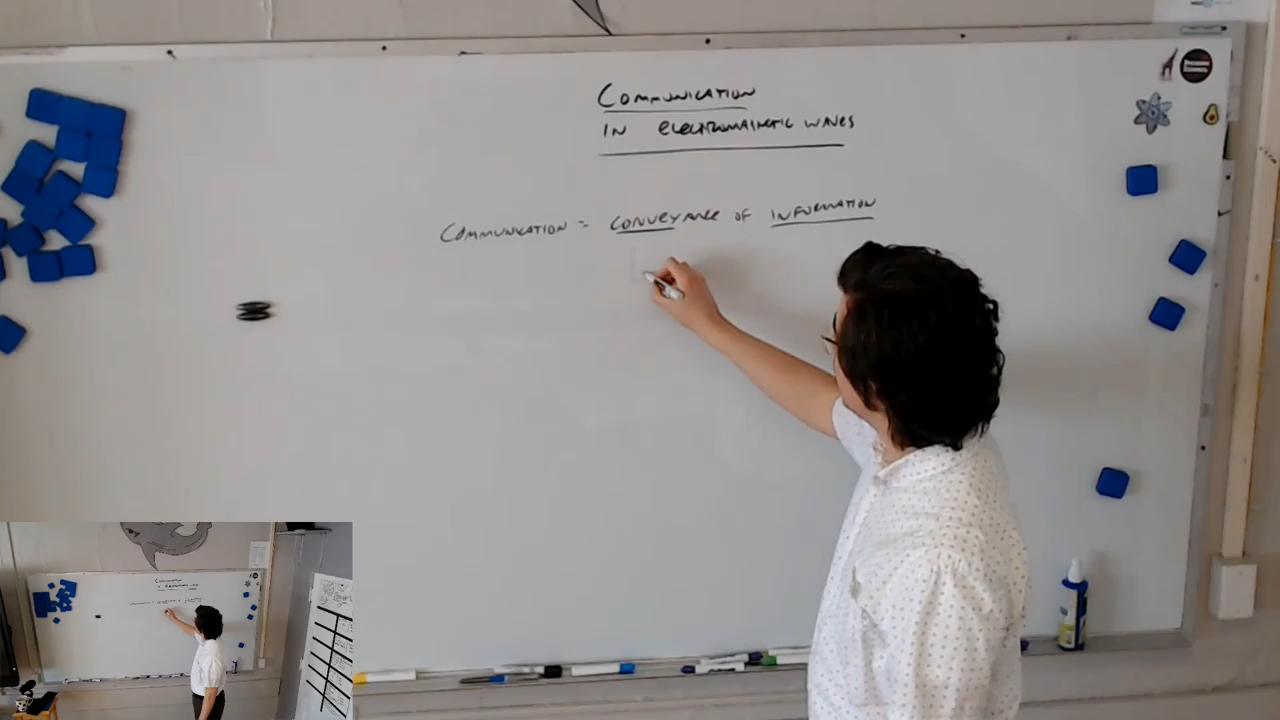 COMMUNICATION
IN ELECTROMAGNETIC WAVES
COMMUNICATION = CONVEYANCE OF INFORMATION